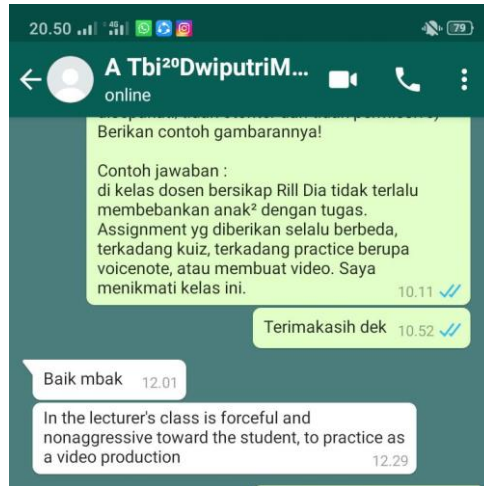 20.50
79
A Tbi²⁰DwiputriM...
online
Berikan contoh gambarannya!
Contoh jawaban :
di kelas dosen bersikap Rill Dia tidak terlalu
membebankan anak² dengan tugas.
Assignment yg diberikan selalu berbeda,
terkadang kuiz, terkadang practice berupa
voicenote, atau membuat video. Saya
menikmati kelas ini.
10.11
Terimakasih dek 10.52
Baik mbak 12.01
In the lecturer's class is forceful and
nonaggressive toward the student, to practice as
a video production
12.29